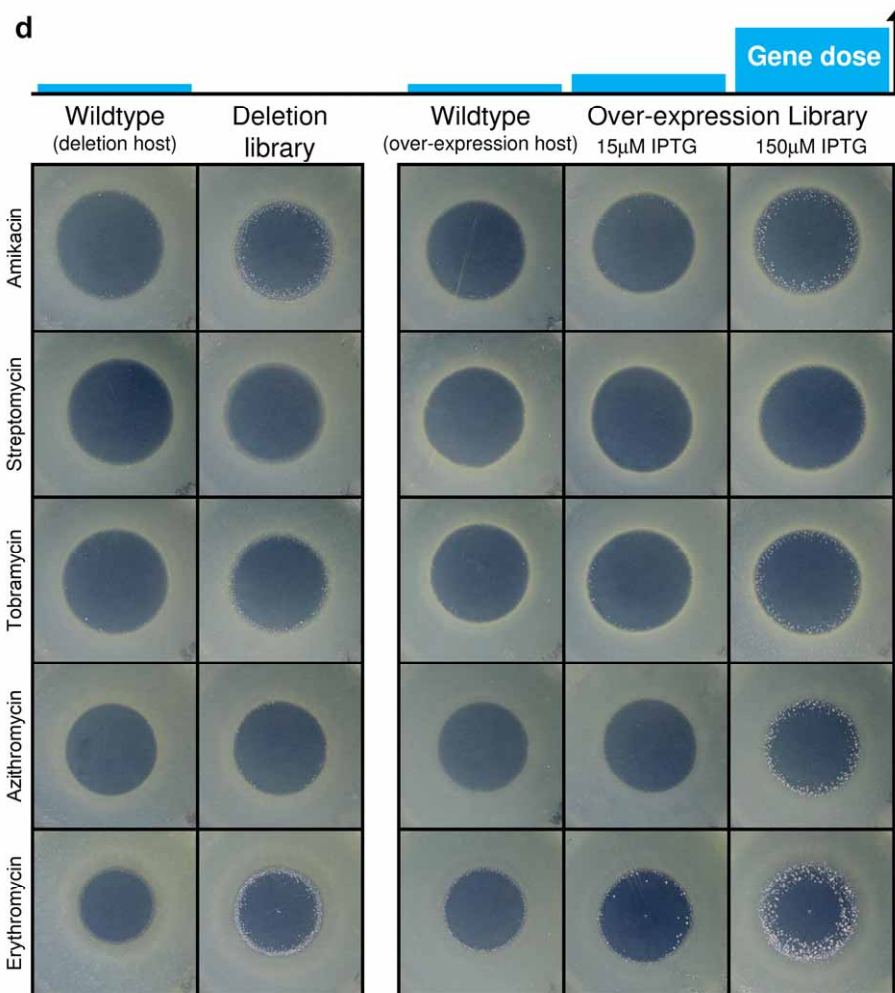 d
Gene dose
Wildtype
(deletion host)
Deletion
library
Wildtype
(over-expression host)
Over-expression Library
15μM IPTG
150μM IPTG
Amikacin
Streptomycin
Tobramycin
Azithromycin
Erythromycin